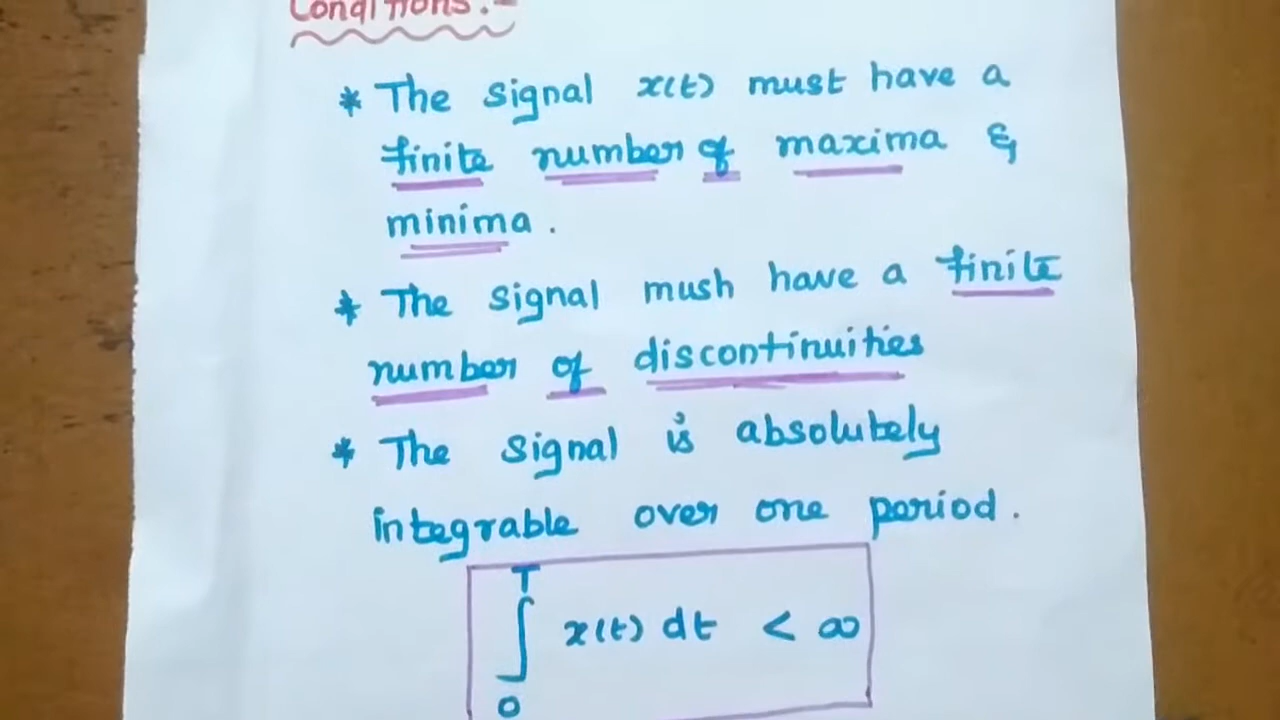 Conditions:-
* The signal x(t) must have a
finite number of maxima &
minima.
* The signal mush have a finite
number of discontinuities
* The signal is absolutely
integrable over one period.
T
∫ x(t) dt < ∞
0